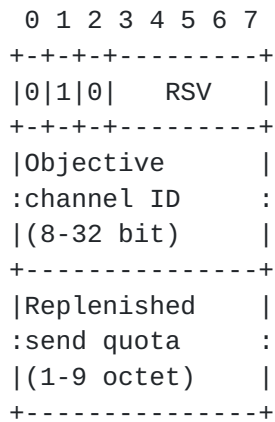 0 1 2 3 4 5 6 7
+-+-+-+---------+
|0|1|0|   RSV   |
+-+-+-+---------+
|Objective      |
:channel ID     :
|(8-32 bit)     |
+---------------+
|Replenished    |
:send quota     :
|(1-9 octet)    |
+---------------+